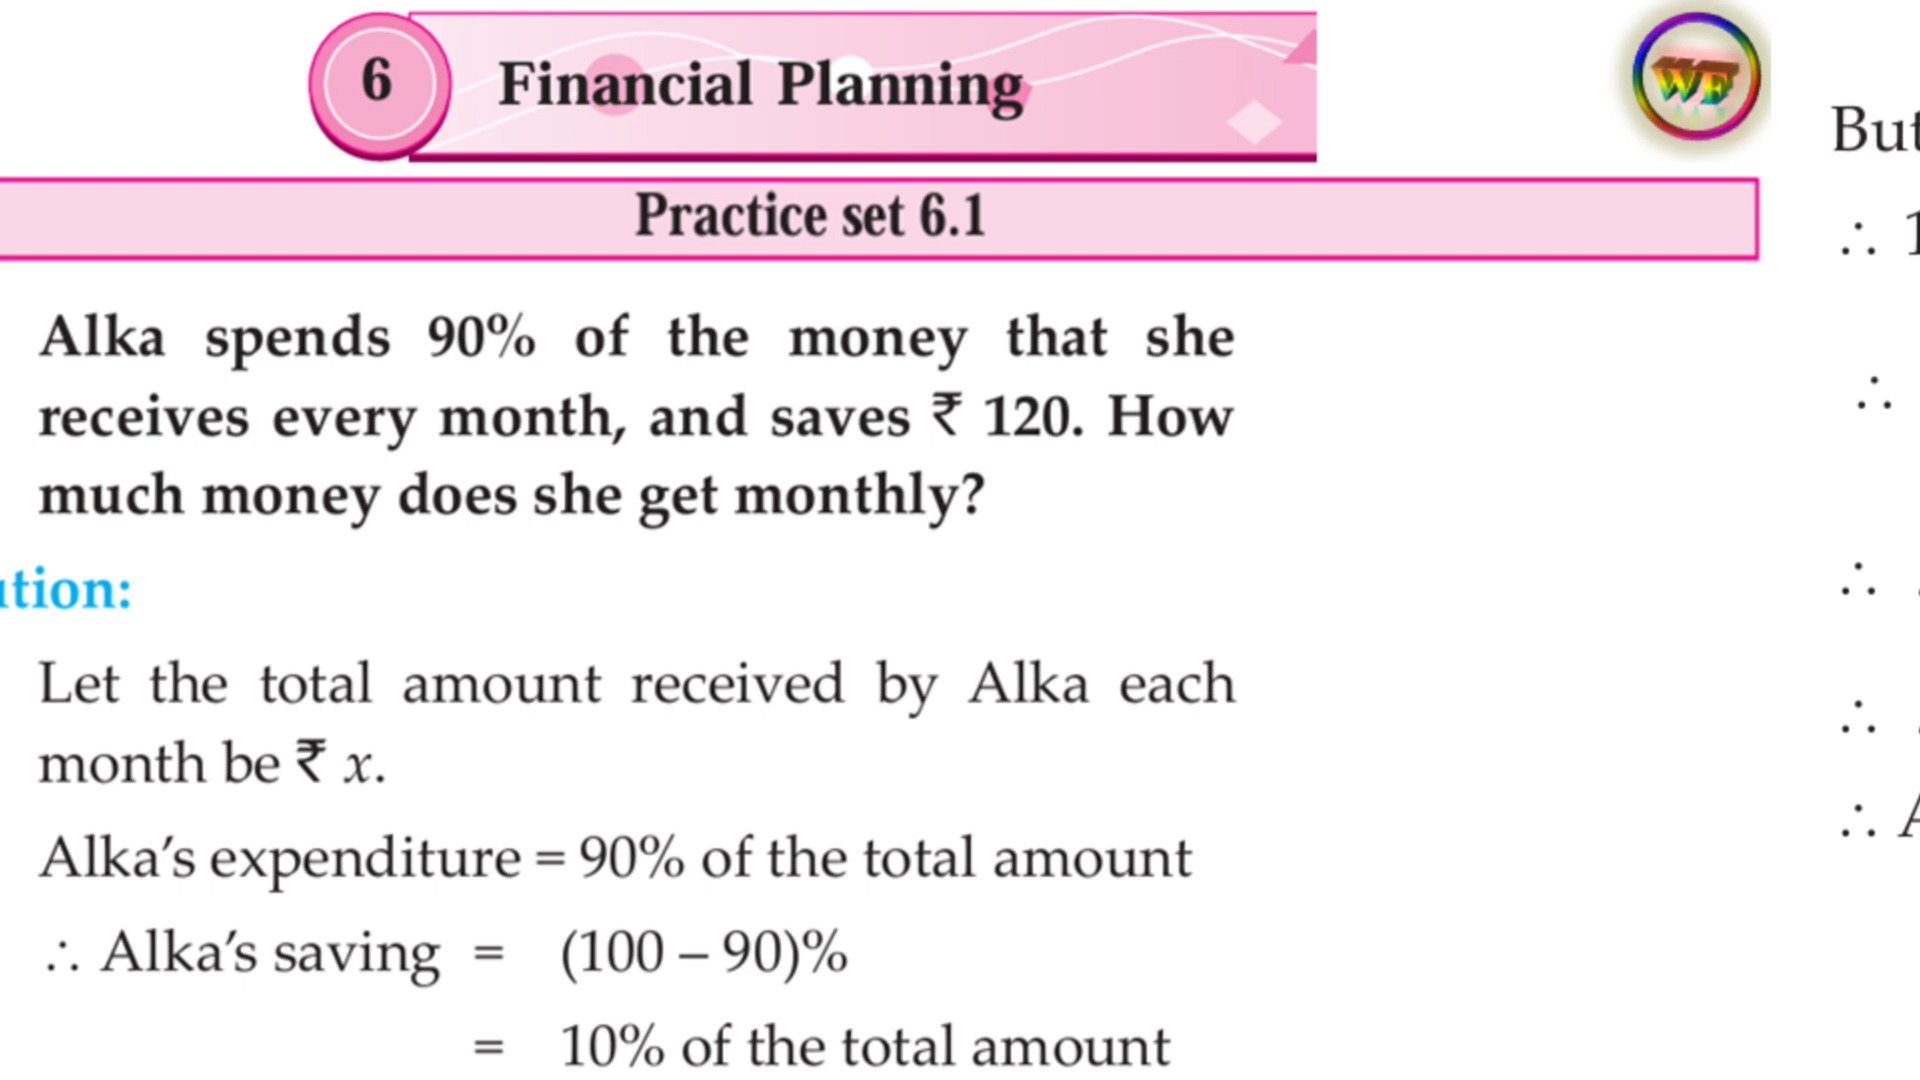 6 Financial Planning
WF
Practice set 6.1
Alka spends 90% of the money that she
receives every month, and saves ₹ 120. How
much money does she get monthly?
tion:
Let the total amount received by Alka each
month be ₹ x.
Alka’s expenditure = 90% of the total amount
∴ Alka’s saving = (100 – 90)%
= 10% of the total amount
But
∴ 1
∴
∴
∴
∴ A